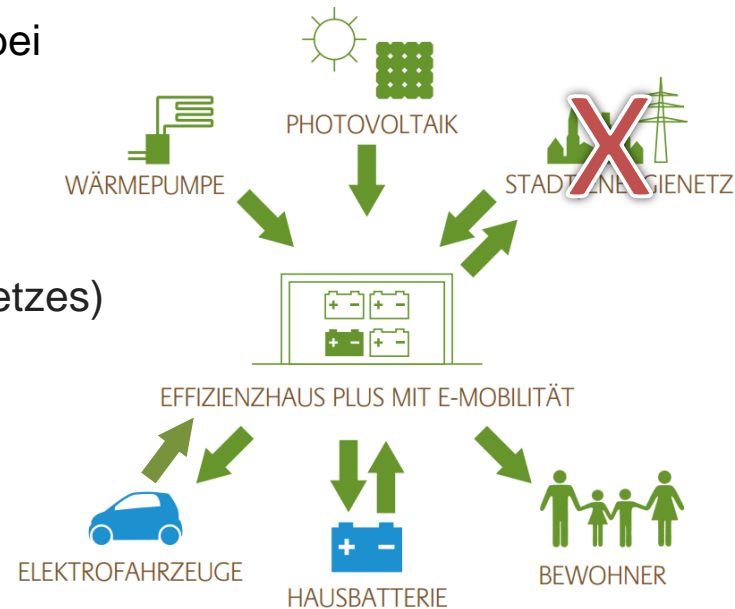 bei
PHOTOVOLTAIK
WÄRMEPUMPE
X
etzes)
+ - + -
+ - + -
EFFIZIENZHAUS PLUS MIT E-MOBILITÄT
+ -
ELEKTROFAHRZEUGE
BEWOHNER
HAUSBATTERIE